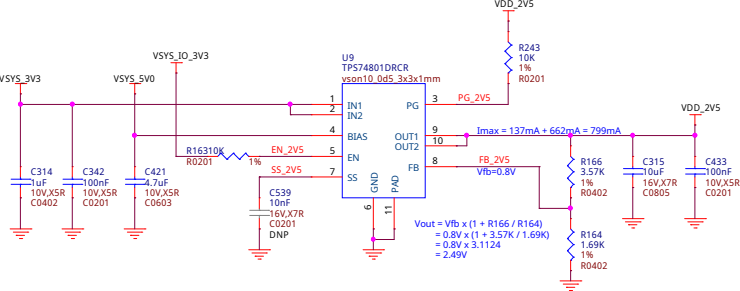 VDD_2V5
R243
10K
1%
R0201
VSYS_IO_3V3
U9
TPS74801DRCR
vson10_0d5_3x3x1mm
VSYS_3V3
VSYS_5V0
1
IN1
2
IN2
PG
3
PG_2V5
VDD_2V5
4
BIAS
OUT1
9
Imax = 137mA + 662mA = 799mA
OUT2
10
R163
10K
R0201
1%
EN_2V5
5
EN
FB
8
FB_2V5
Vfb=0.8V
SS_2V5
7
SS
GND
PAD
6
11
C314
1uF
10V,X5R
C0402
C342
100nF
10V,X5R
C0201
C421
4.7uF
10V,X5R
C0603
C539
10nF
16V,X7R
C0201
DNP
R166
3.57K
1%
R0402
C315
10uF
16V,X7R
C0805
C433
100nF
10V,X5R
C0201
Vout = Vfb x (1 + R166 / R164)
= 0.8V x (1 + 3.57K / 1.69K)
= 0.8V x 3.1124
= 2.49V
R164
1.69K
1%
R0402